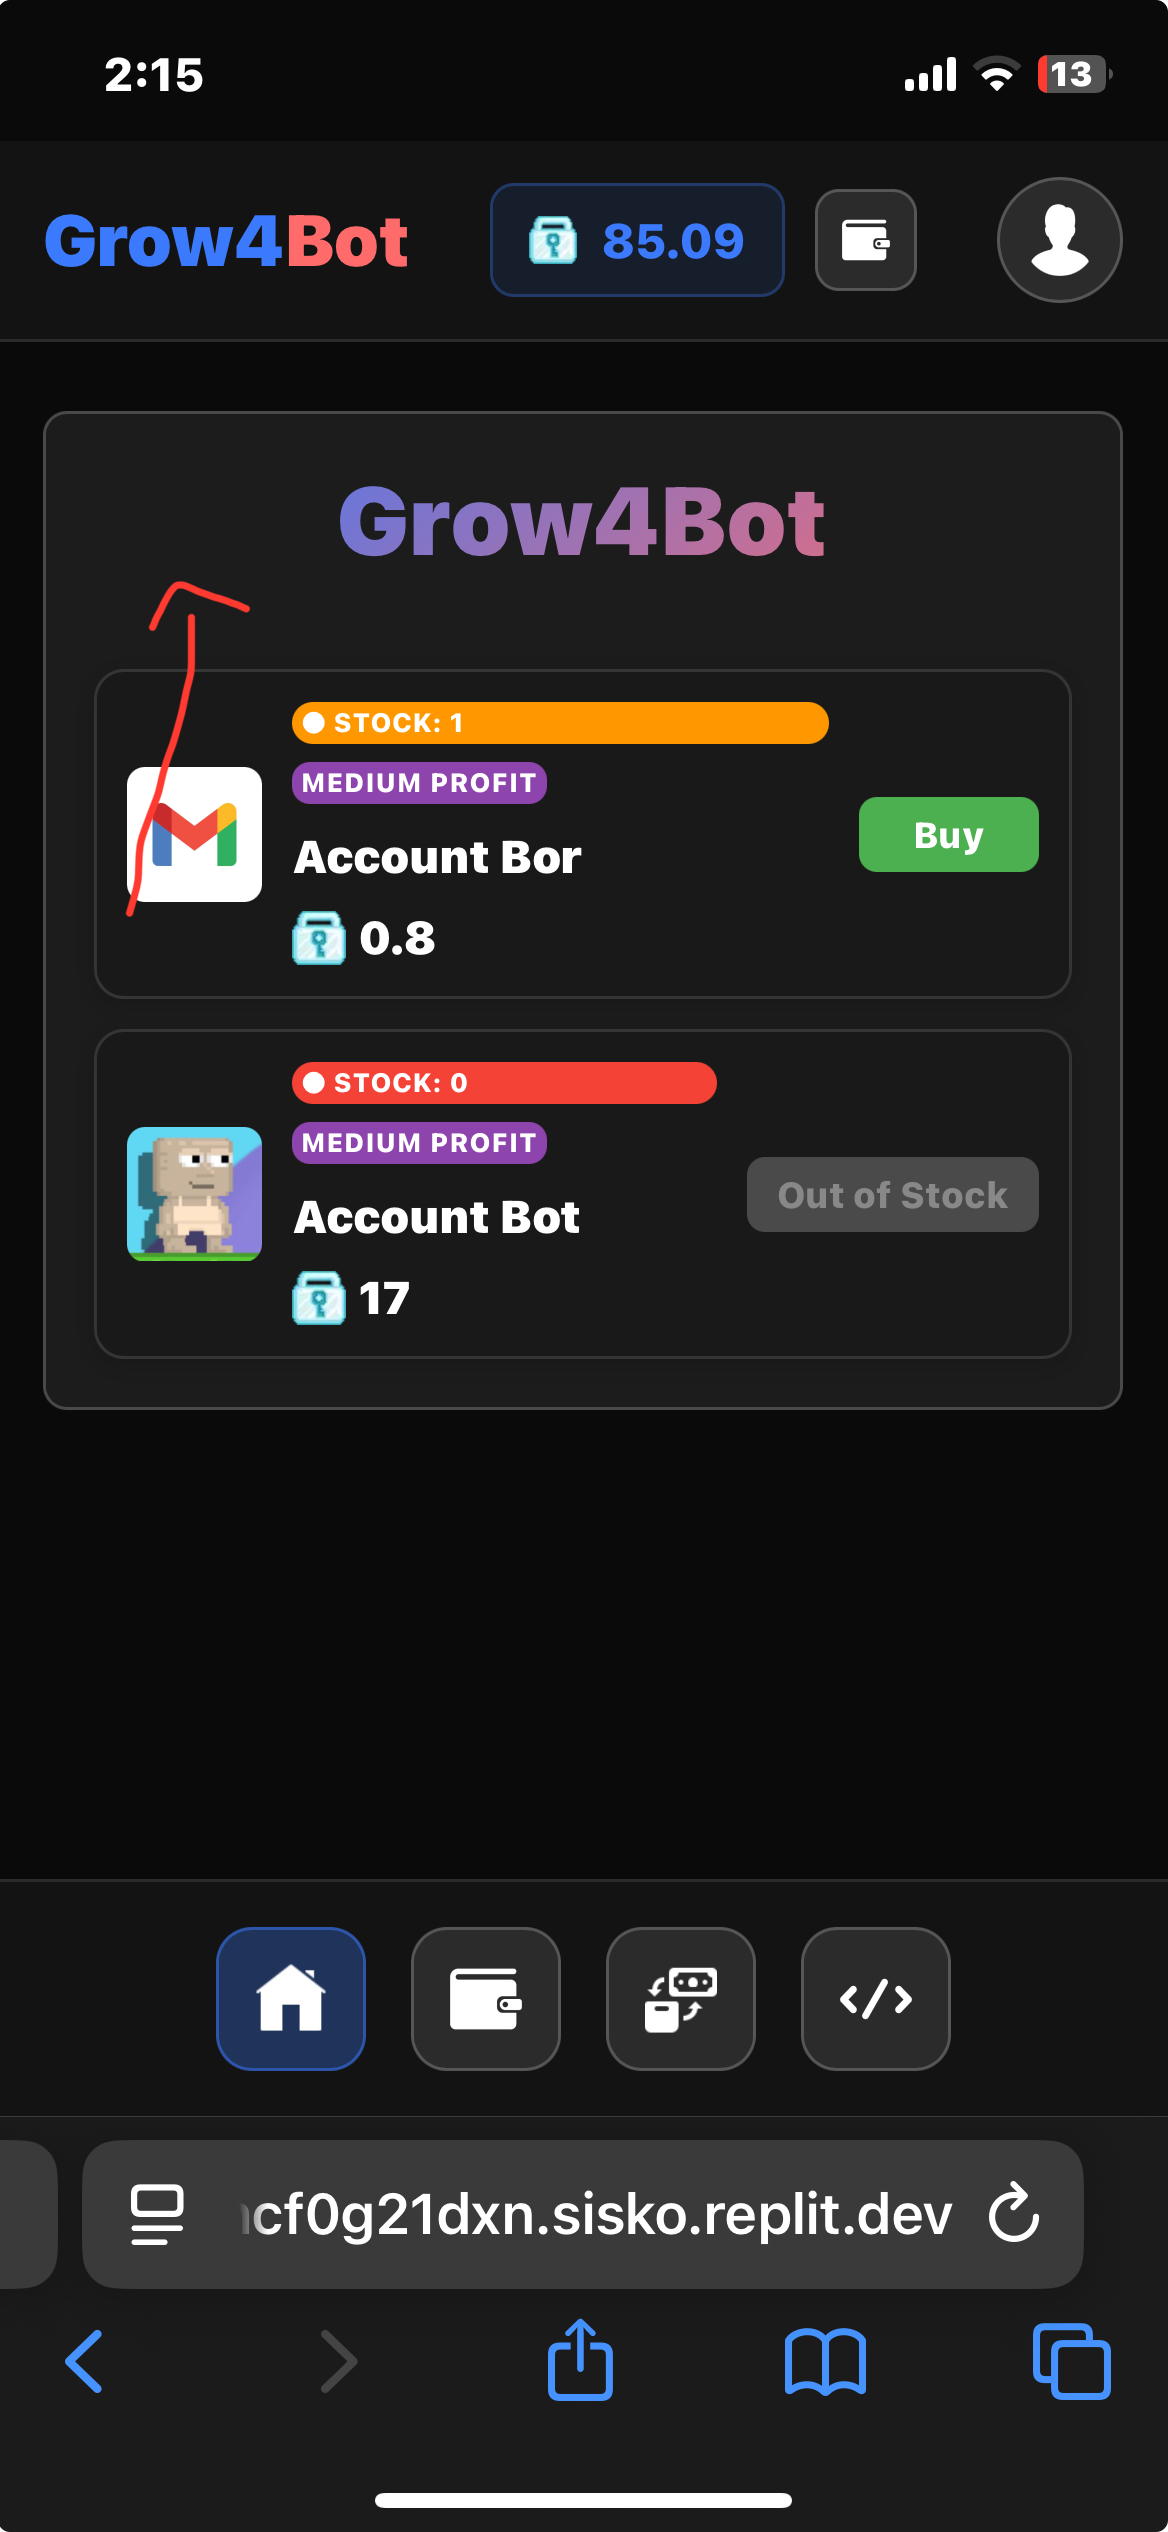 2:15
13
Grow4Bot
85.09
Grow4Bot
STOCK: 1
MEDIUM PROFIT
Account Bor
Buy
0.8
STOCK: 0
MEDIUM PROFIT
Account Bot
Out of Stock
17
cf0g21dxn.sisko.replit.dev